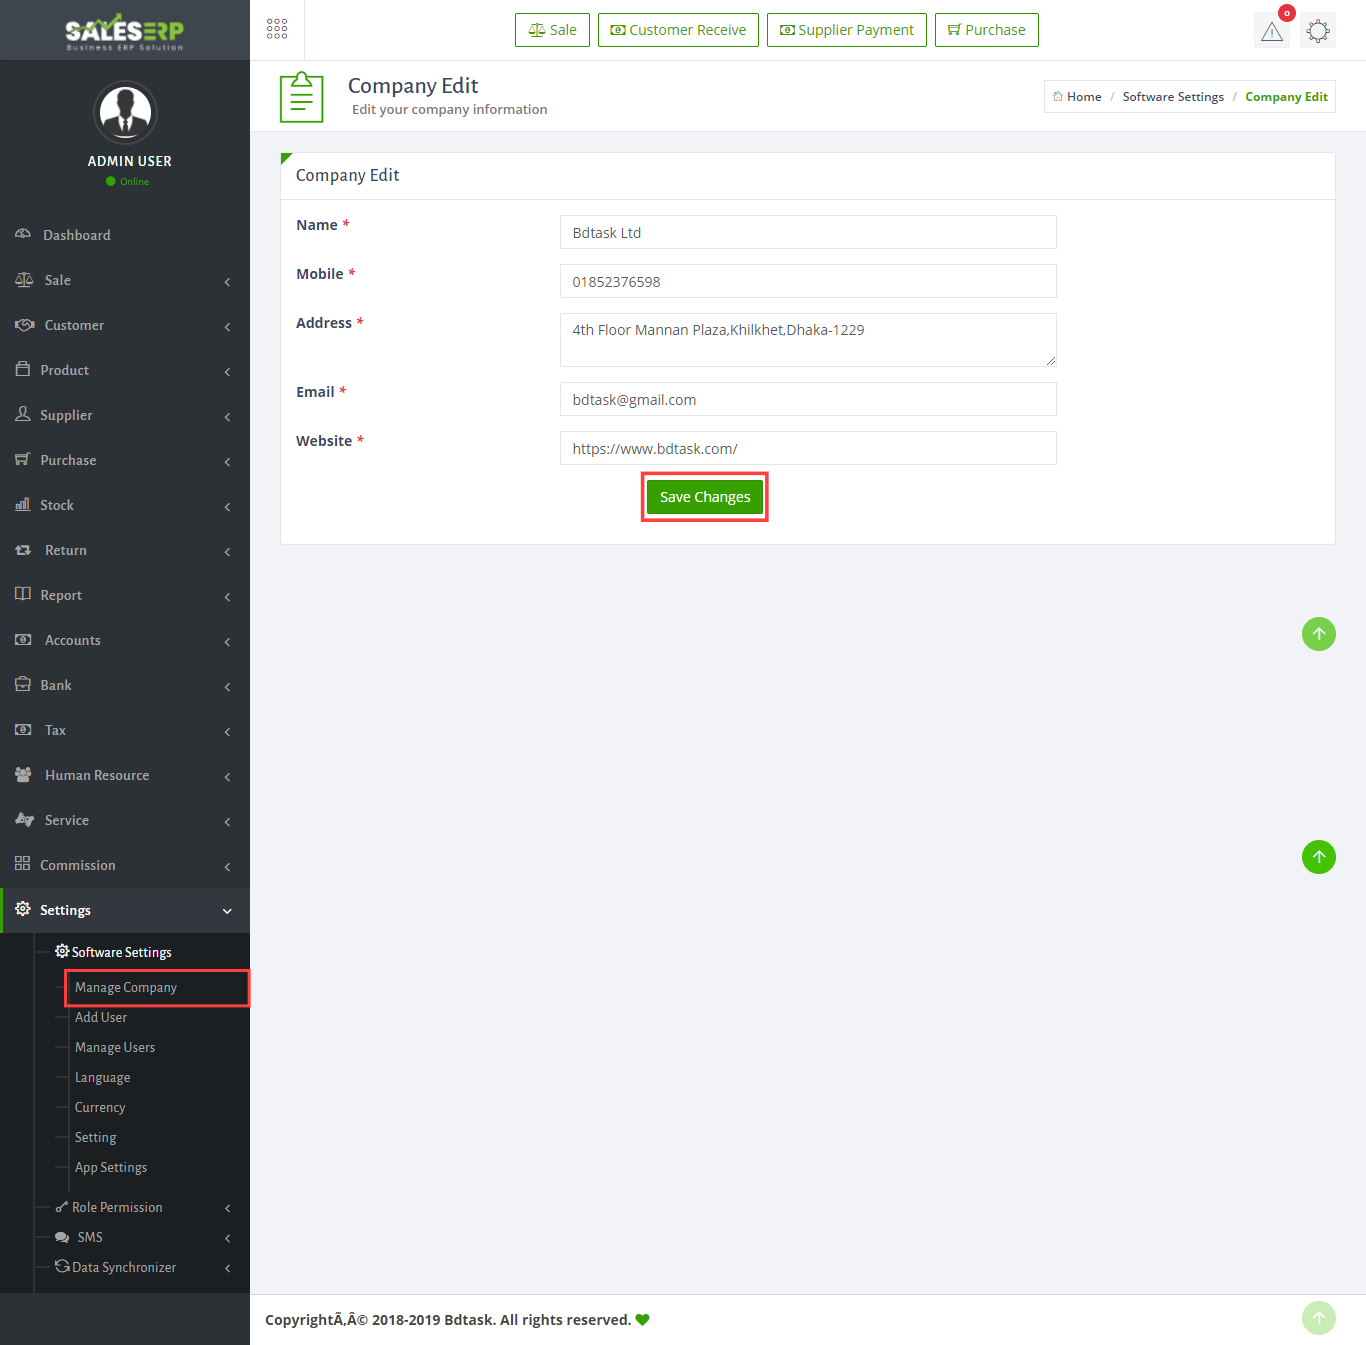 SALESERP
Business ERP Solution
Sale
Customer Receive
Supplier Payment
Purchase
0
ADMIN USER
Online
Company Edit
Edit your company information
Home / Software Settings / Company Edit
Dashboard
Sale
Customer
Product
Supplier
Purchase
Stock
Return
Report
Accounts
Bank
Tax
Human Resource
Service
Commission
Settings
Software Settings
Manage Company
Add User
Manage Users
Language
Currency
Setting
App Settings
Role Permission
SMS
Data Synchronizer
Company Edit
Name *
Bdtask Ltd
Mobile *
01852376598
Address *
4th Floor Mannan Plaza,Khilkhet,Dhaka-1229
Email *
bdtask@gmail.com
Website *
https://www.bdtask.com/
Save Changes
CopyrightÃ‚Â© 2018-2019 Bdtask. All rights reserved.